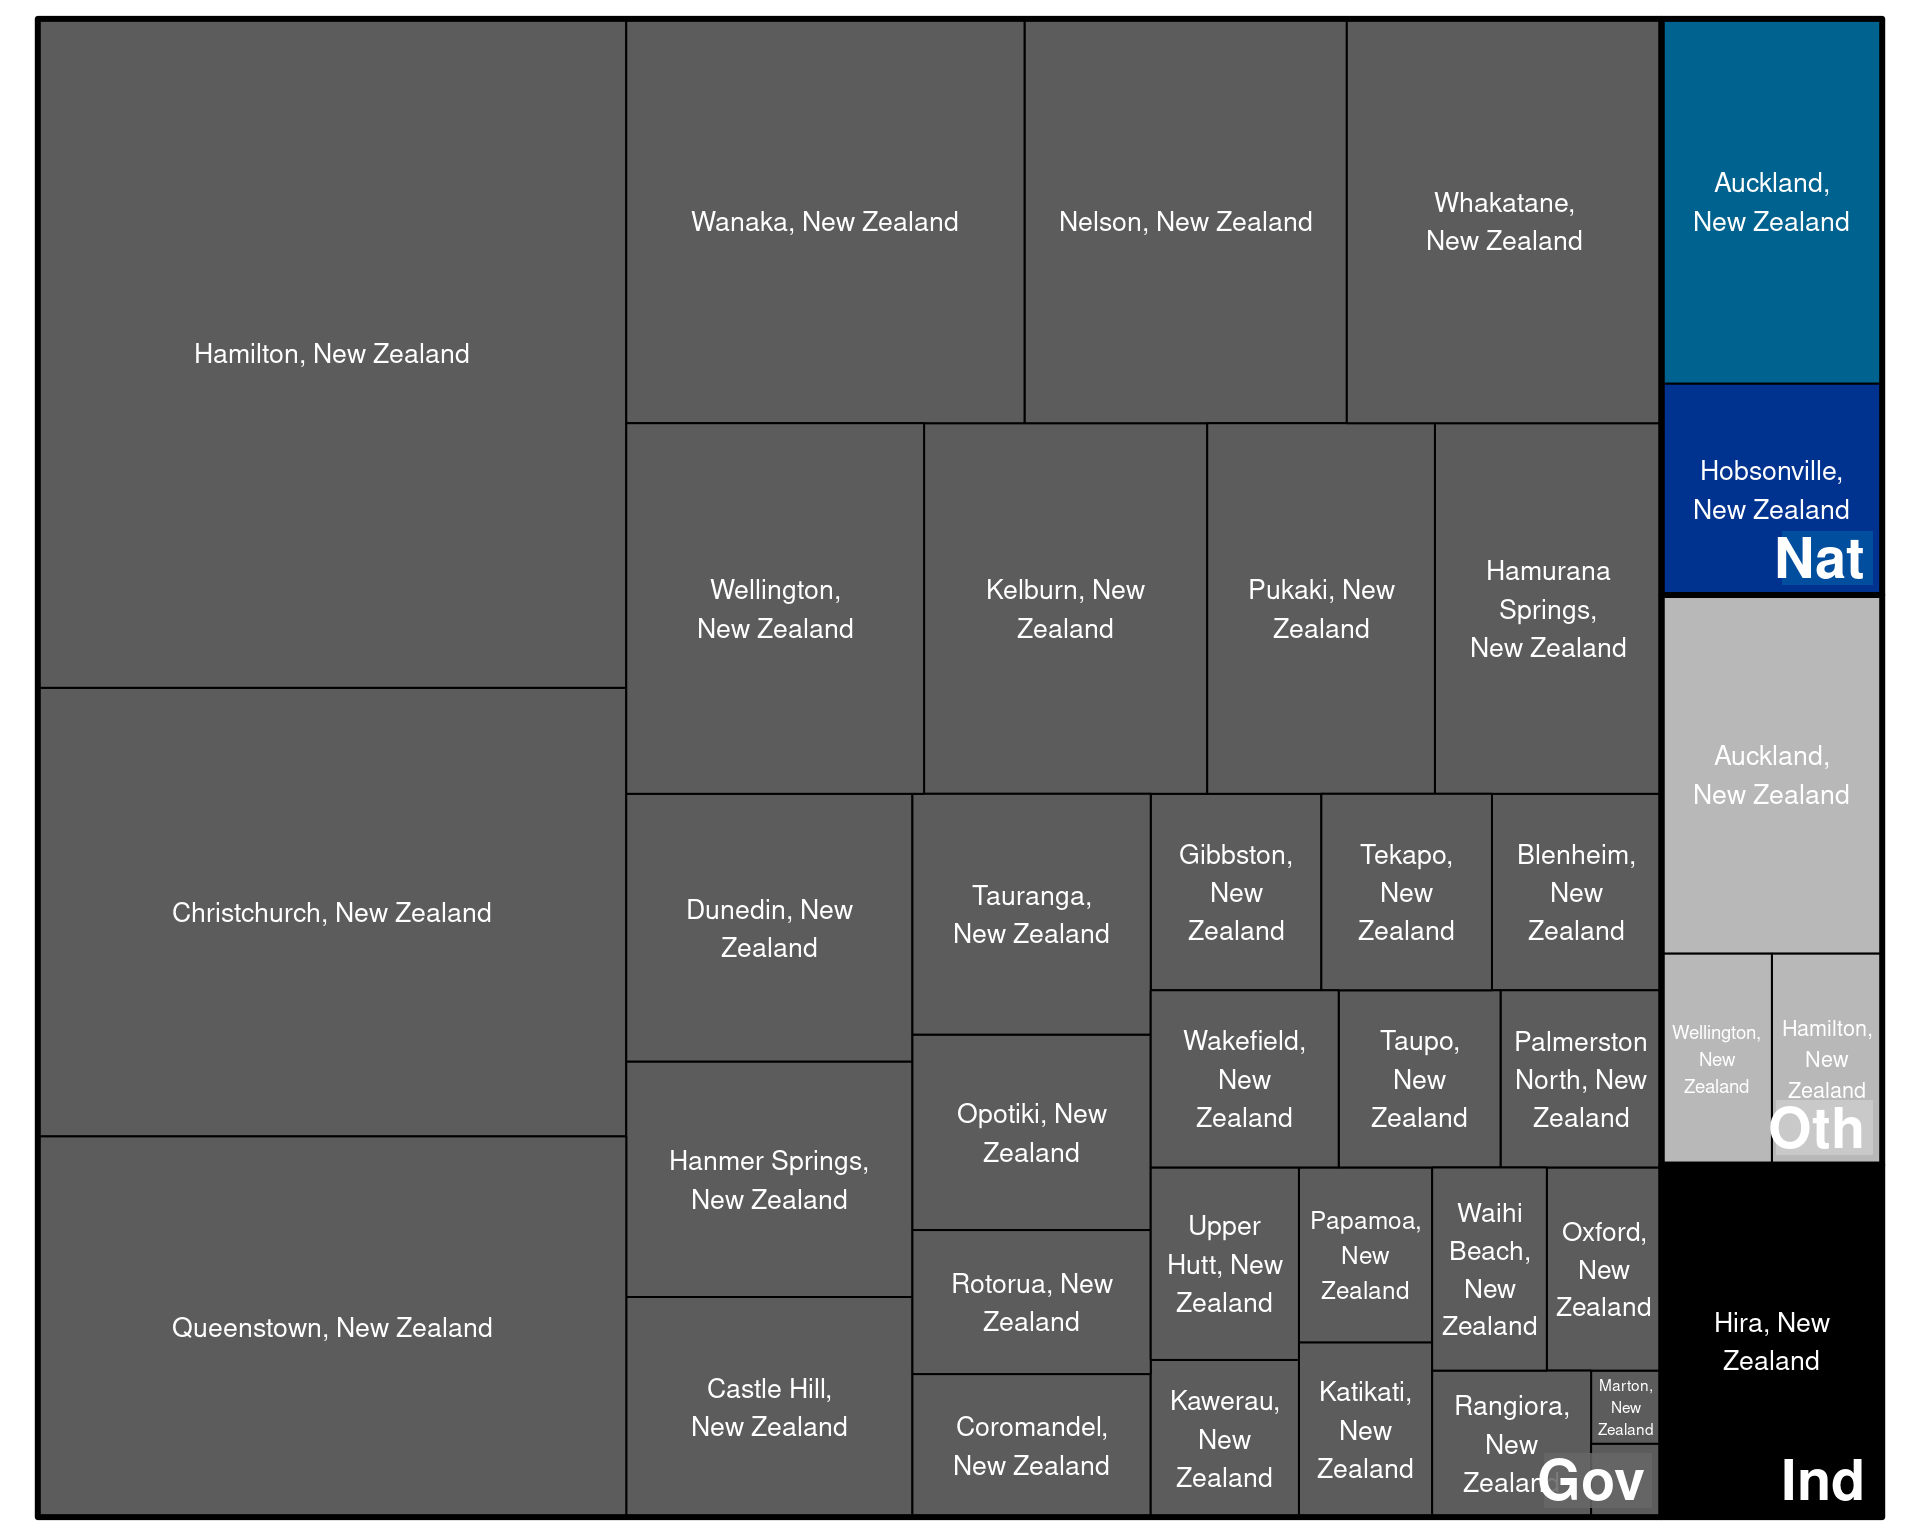 Hamilton, New Zealand
Christchurch, New Zealand
Queenstown, New Zealand
Wanaka, New Zealand
Nelson, New Zealand
Whakatane,
New Zealand
Wellington,
New Zealand
Kelburn, New
Zealand
Pukaki, New
Zealand
Hamurana
Springs,
New Zealand
Dunedin, New
Zealand
Hanmer Springs,
New Zealand
Castle Hill,
New Zealand
Tauranga,
New Zealand
Opotiki, New
Zealand
Rotorua, New
Zealand
Coromandel,
New Zealand
Gibbston,
New
Zealand
Tekapo,
New
Zealand
Blenheim,
New
Zealand
Wakefield,
New
Zealand
Taupo,
New
Zealand
Palmerston
North, New
Zealand
Upper
Hutt, New
Zealand
Kawerau,
New
Zealand
Papamoa,
New
Zealand
Katikati,
New
Zealand
Waihi
Beach,
New
Zealand
Oxford,
New
Zealand
Rangiora,
New
Zealand
Marton,
New
Zealand
Gov
Auckland,
New Zealand
Hobsonville,
New Zealand
Nat
Auckland,
New Zealand
Wellington,
New
Zealand
Hamilton,
New
Zealand
Oth
Hira, New
Zealand
Ind